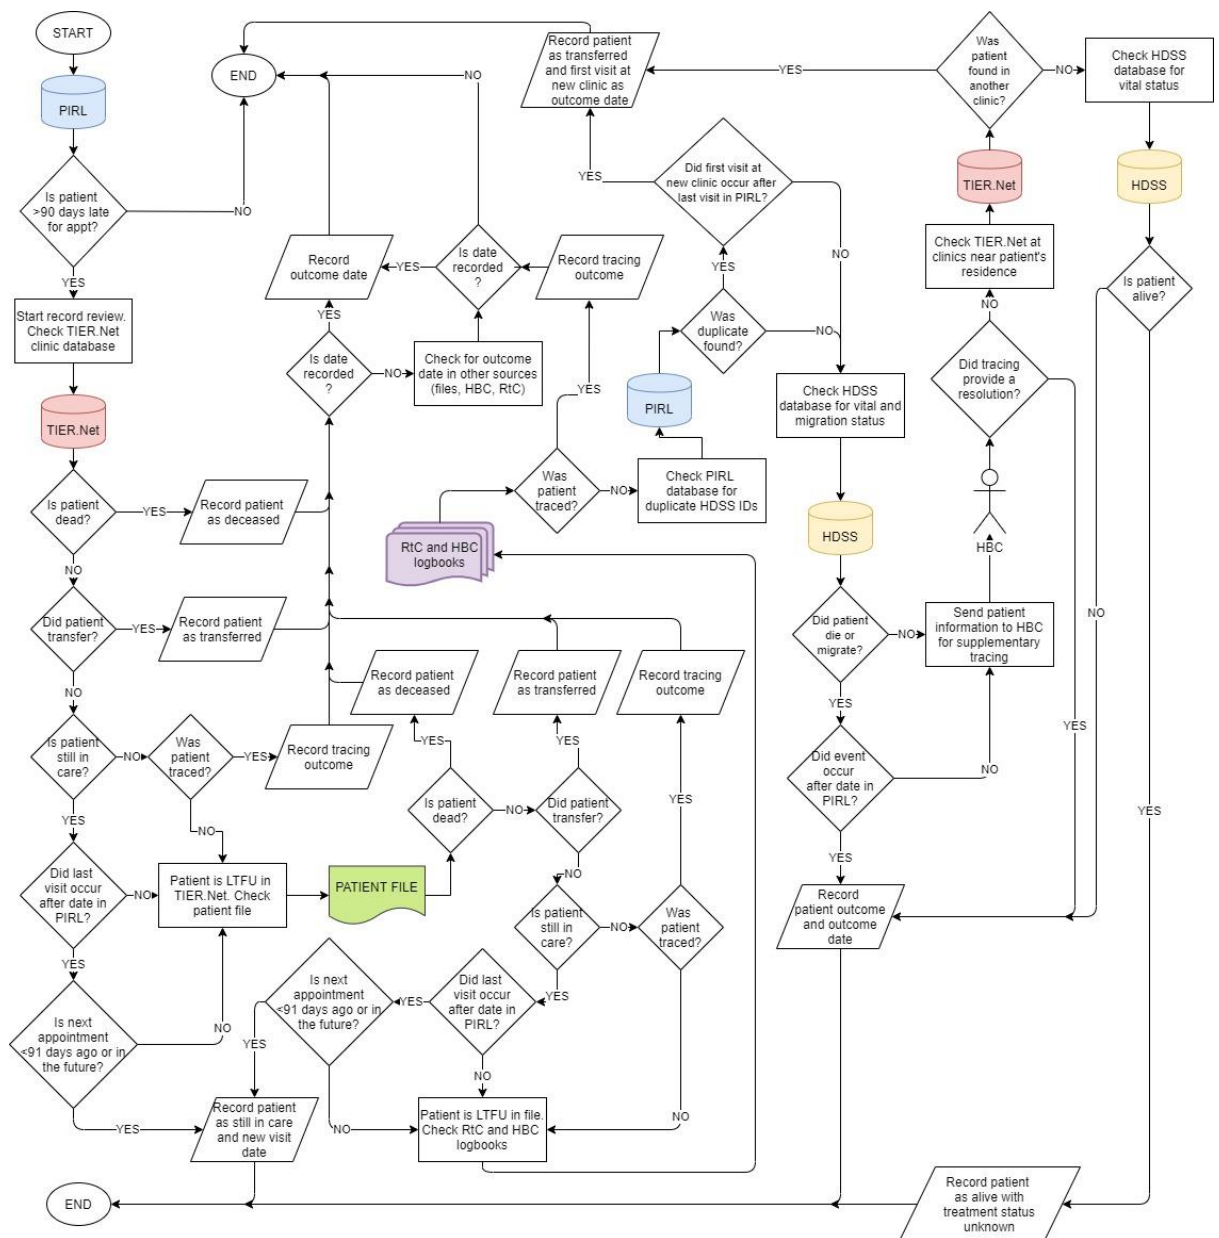 START
PIRL
Is patient
>90 days late
for appt?
NO
YES
Start record review.
Check TIER.Net
clinic database
TIER.Net
Is patient
dead?
YES
Record patient
as deceased
NO
Did patient
transfer?
YES
Record patient
as transferred
NO
Is patient
still in
care?
NO
Was
patient
traced?
YES
Record tracing
outcome
YES
NO
Did last
visit occur
after date in
PIRL?
NO
Patient is LTFU in
TIER.Net. Check
patient file
YES
Is next
appointment
<91 days ago or in
the future?
NO
YES
Record patient
as still in care
and new visit
date
END
PATIENT FILE
Is patient
dead?
YES
Record patient
as deceased
NO
Did patient
transfer?
YES
Record patient
as transferred
NO
Is patient
still in
care?
NO
Was
patient
traced?
YES
Record tracing
outcome
YES
Did last
visit occur
after date in
PIRL?
YES
Is next
appointment
<91 days ago or in
the future?
YES
NO
NO
NO
Patient is LTFU in file.
Check RtC and HBC
logbooks
RtC and HBC
logbooks
Was
patient
traced?
YES
Record tracing
outcome
Is date
recorded
?
YES
NO
Record
outcome date
YES
Is date
recorded
?
NO
Check for outcome
date in other sources
(files, HBC, RtC)
END
NO
Check PIRL
database for
duplicate HDSS IDs
PIRL
Was
duplicate
found?
YES
NO
Did first visit at
new clinic occur after
last visit in PIRL?
YES
NO
Record patient
as transferred
and first visit at
new clinic as
outcome date
Check HDSS
database for vital and
migration status
HDSS
Did patient
die or
migrate?
NO
Send patient
information to HBC
for supplementary
tracing
YES
Did event
occur
after date in
PIRL?
NO
YES
Record
patient outcome
and outcome
date
HBC
Did tracing
provide a
resolution?
YES
NO
Check TIER.Net at
clinics near patient's
residence
TIER.Net
Was
patient
found in
another
clinic?
YES
NO
Check HDSS
database for
vital status
HDSS
Is patient
alive?
NO
YES
Record patient
as alive with
treatment status
unknown